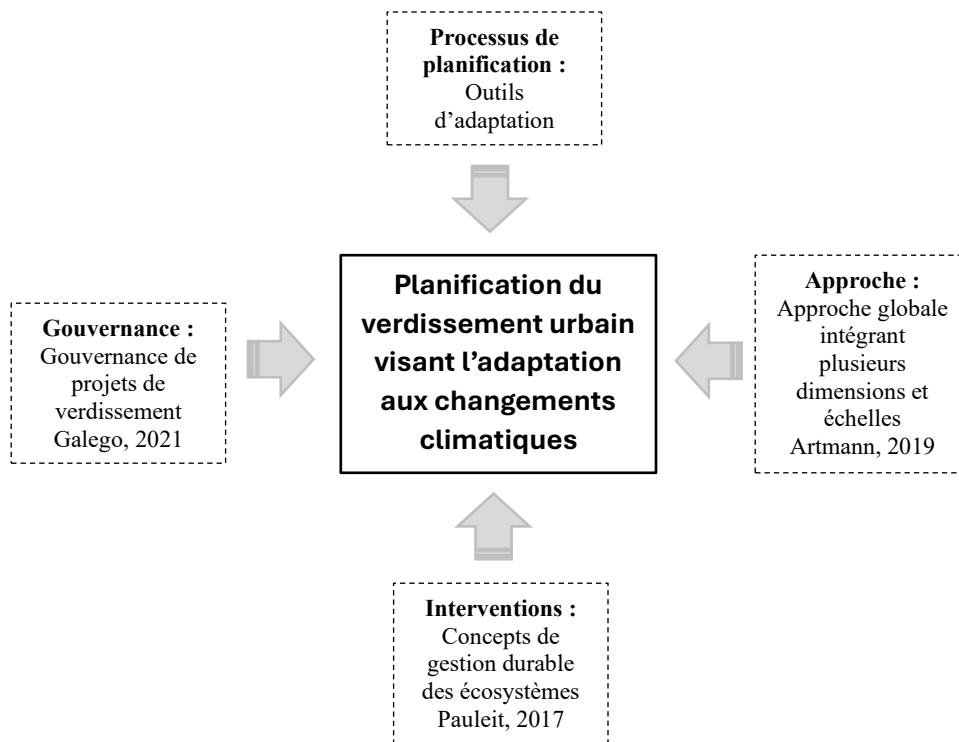 Processus de
planification :
Outils
d’adaptation
Gouvernance :
Gouvernance de
projets de
verdissement
Galego, 2021
Planification du
verdissement urbain
visant l’adaptation
aux changements
climatiques
Approche :
Approche globale
intégrant
plusieurs
dimensions et
échelles
Artmann, 2019
Interventions :
Concepts de
gestion durable
des écosystèmes
Pauleit, 2017